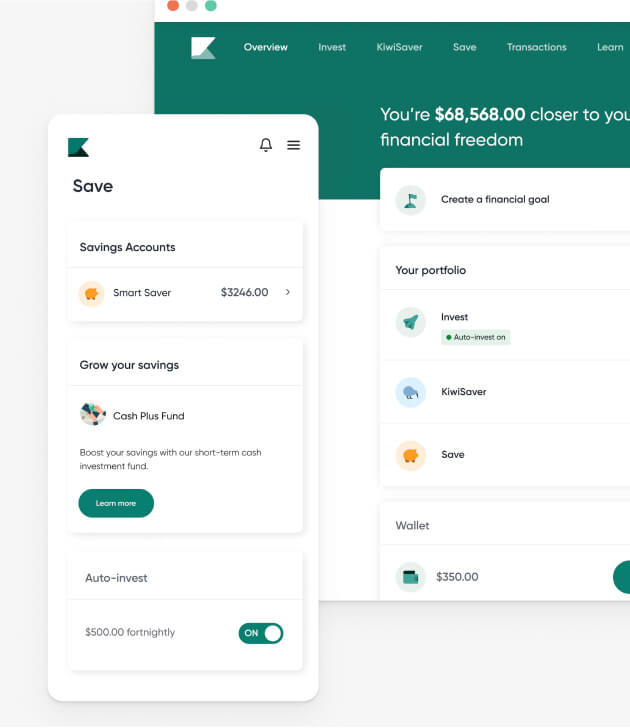 Overview Invest KiwiSaver Save Transactions Learn
You're $68,568.00 closer to you
financial freedom
Create a financial goal
Your portfolio
Invest
Auto-invest on
KiwiSaver
Save
Wallet
$350.00
Save
Savings Accounts
Smart Saver $3246.00
Grow your savings
Cash Plus Fund
Boost your savings with our short-term cash
investment fund.
Learn more
Auto-invest
$500.00 fortnightly ON